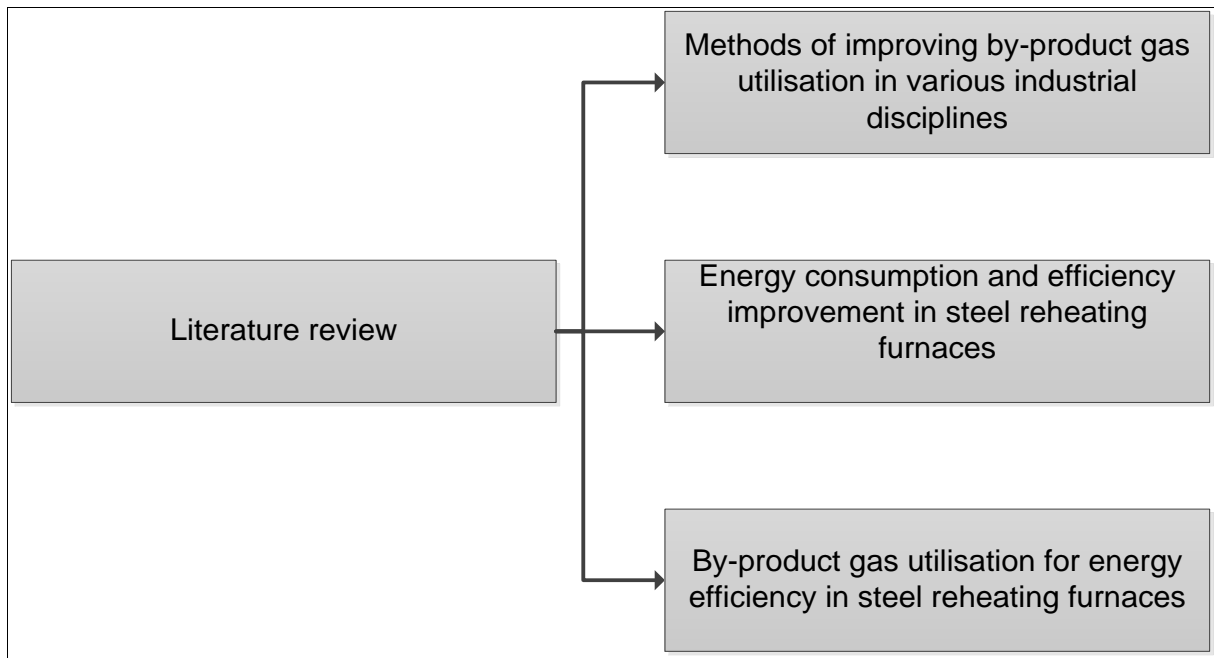 Methods of improving by-product gas
utilisation in various industrial
disciplines
Literature review
Energy consumption and efficiency
improvement in steel reheating
furnaces
By-product gas utilisation for energy
efficiency in steel reheating furnaces